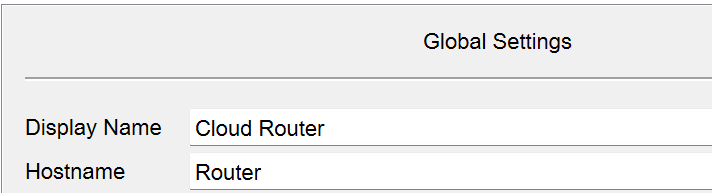 Global Settings
Display Name Cloud Router
Hostname Router